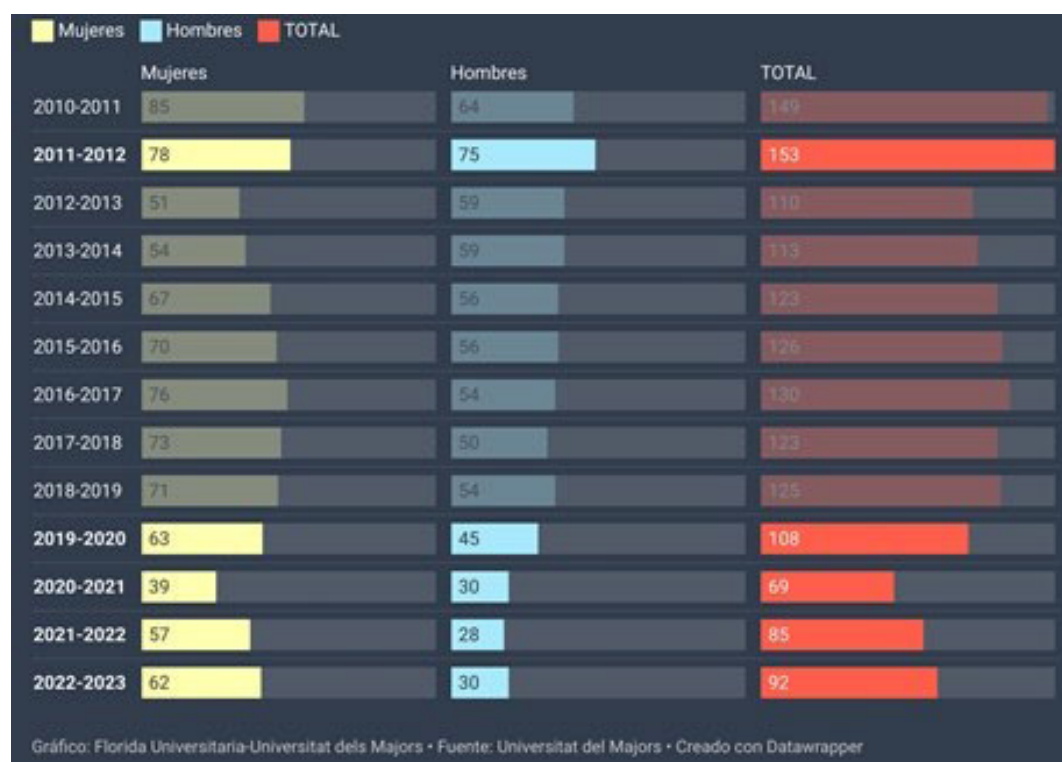 Mujeres Hombres TOTAL
Mujeres Hombres TOTAL
2010-2011 85 64 149
2011-2012 78 75 153
2012-2013 51 59 110
2013-2014 54 59 113
2014-2015 67 56 123
2015-2016 70 56 126
2016-2017 76 54 130
2017-2018 73 50 123
2018-2019 71 54 125
2019-2020 63 45 108
2020-2021 39 30 69
2021-2022 57 28 85
2022-2023 62 30 92
Gráfico: Florida Universitaria-Universitat dels Majors • Fuente: Universitat del Majors • Creado con Datawrapper